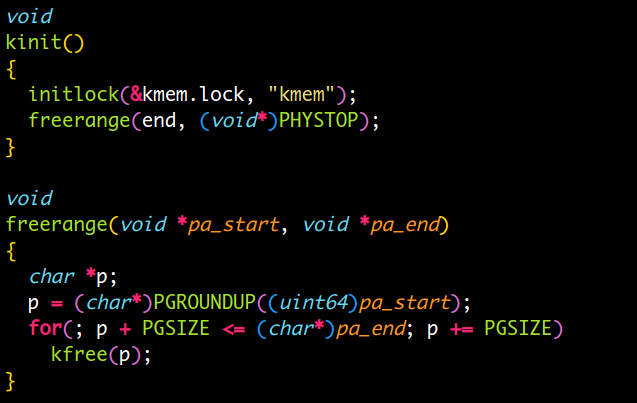 void
kinit()
{
  initlock(&kmem.lock, "kmem");
  freerange(end, (void*)PHYSTOP);
}

void
freerange(void *pa_start, void *pa_end)
{
  char *p;
  p = (char*)PGROUNDUP((uint64)pa_start);
  for(; p + PGSIZE <= (char*)pa_end; p += PGSIZE)
    kfree(p);
}